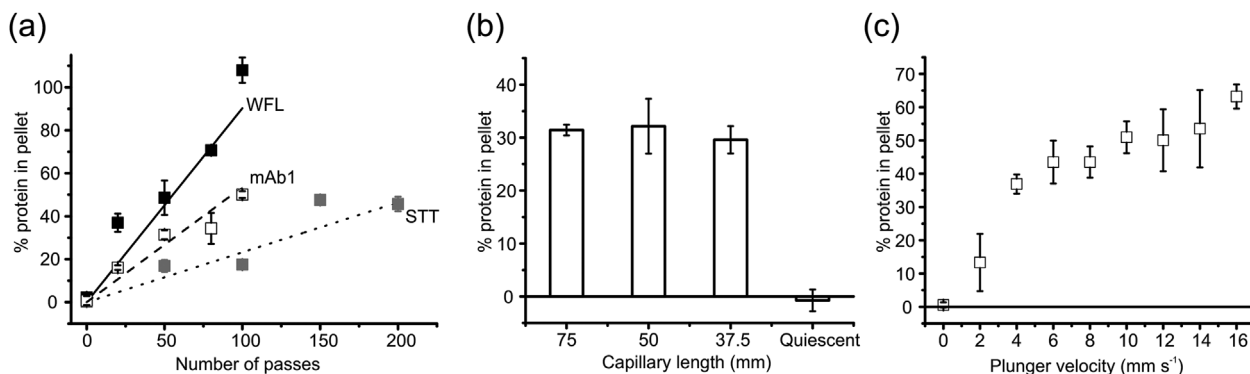 (a)
% protein in pellet
100
80
60
40
20
0
WFL
mAb1
STT
0 50 100 150 200
Number of passes
(b)
% protein in pellet
40
30
20
10
0
75 50 37.5 Quiescent
Capillary length (mm)
(c)
% protein in pellet
70
60
50
40
30
20
10
0
0 2 4 6 8 10 12 14 16
Plunger velocity (mm s⁻¹)